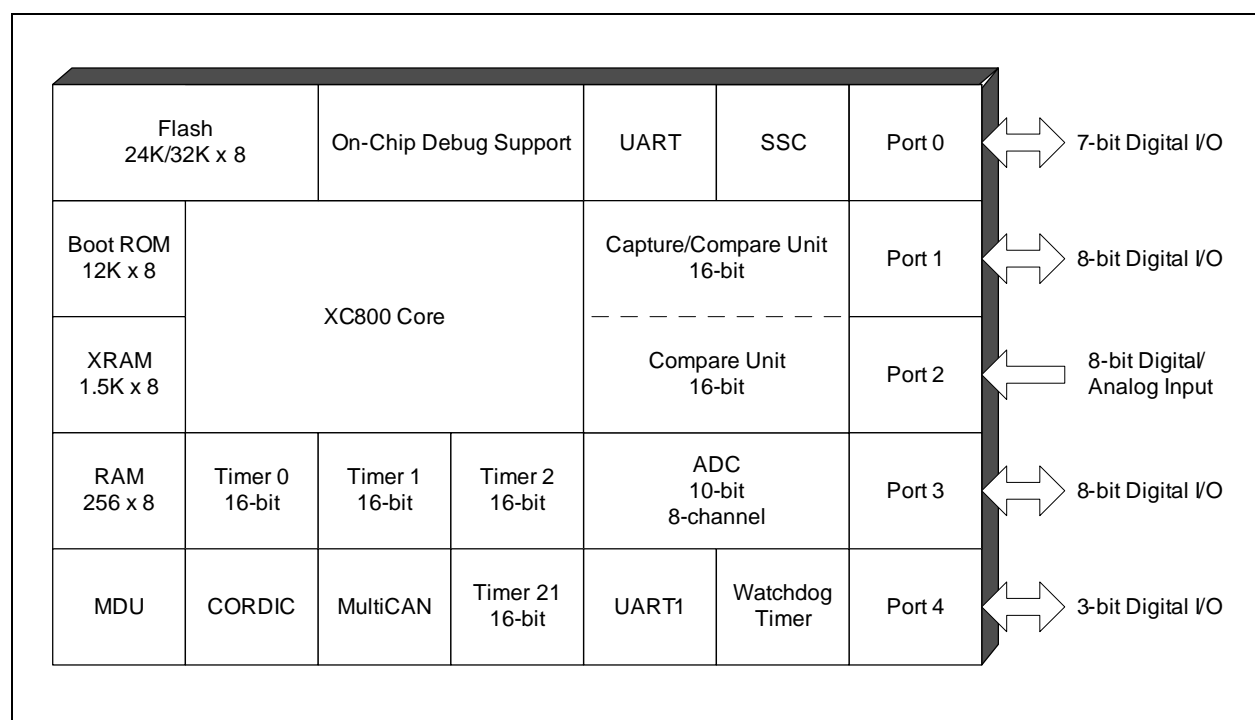 Flash
24K/32K x 8
On-Chip Debug Support
UART
SSC
Port 0
7-bit Digital I/O
Boot ROM
12K x 8
XC800 Core
Capture/Compare Unit
16-bit
Port 1
8-bit Digital I/O
XRAM
1.5K x 8
Compare Unit
16-bit
Port 2
8-bit Digital/
Analog Input
RAM
256 x 8
Timer 0
16-bit
Timer 1
16-bit
Timer 2
16-bit
ADC
10-bit
8-channel
Port 3
8-bit Digital I/O
MDU
CORDIC
MultiCAN
Timer 21
16-bit
UART1
Watchdog
Timer
Port 4
3-bit Digital I/O